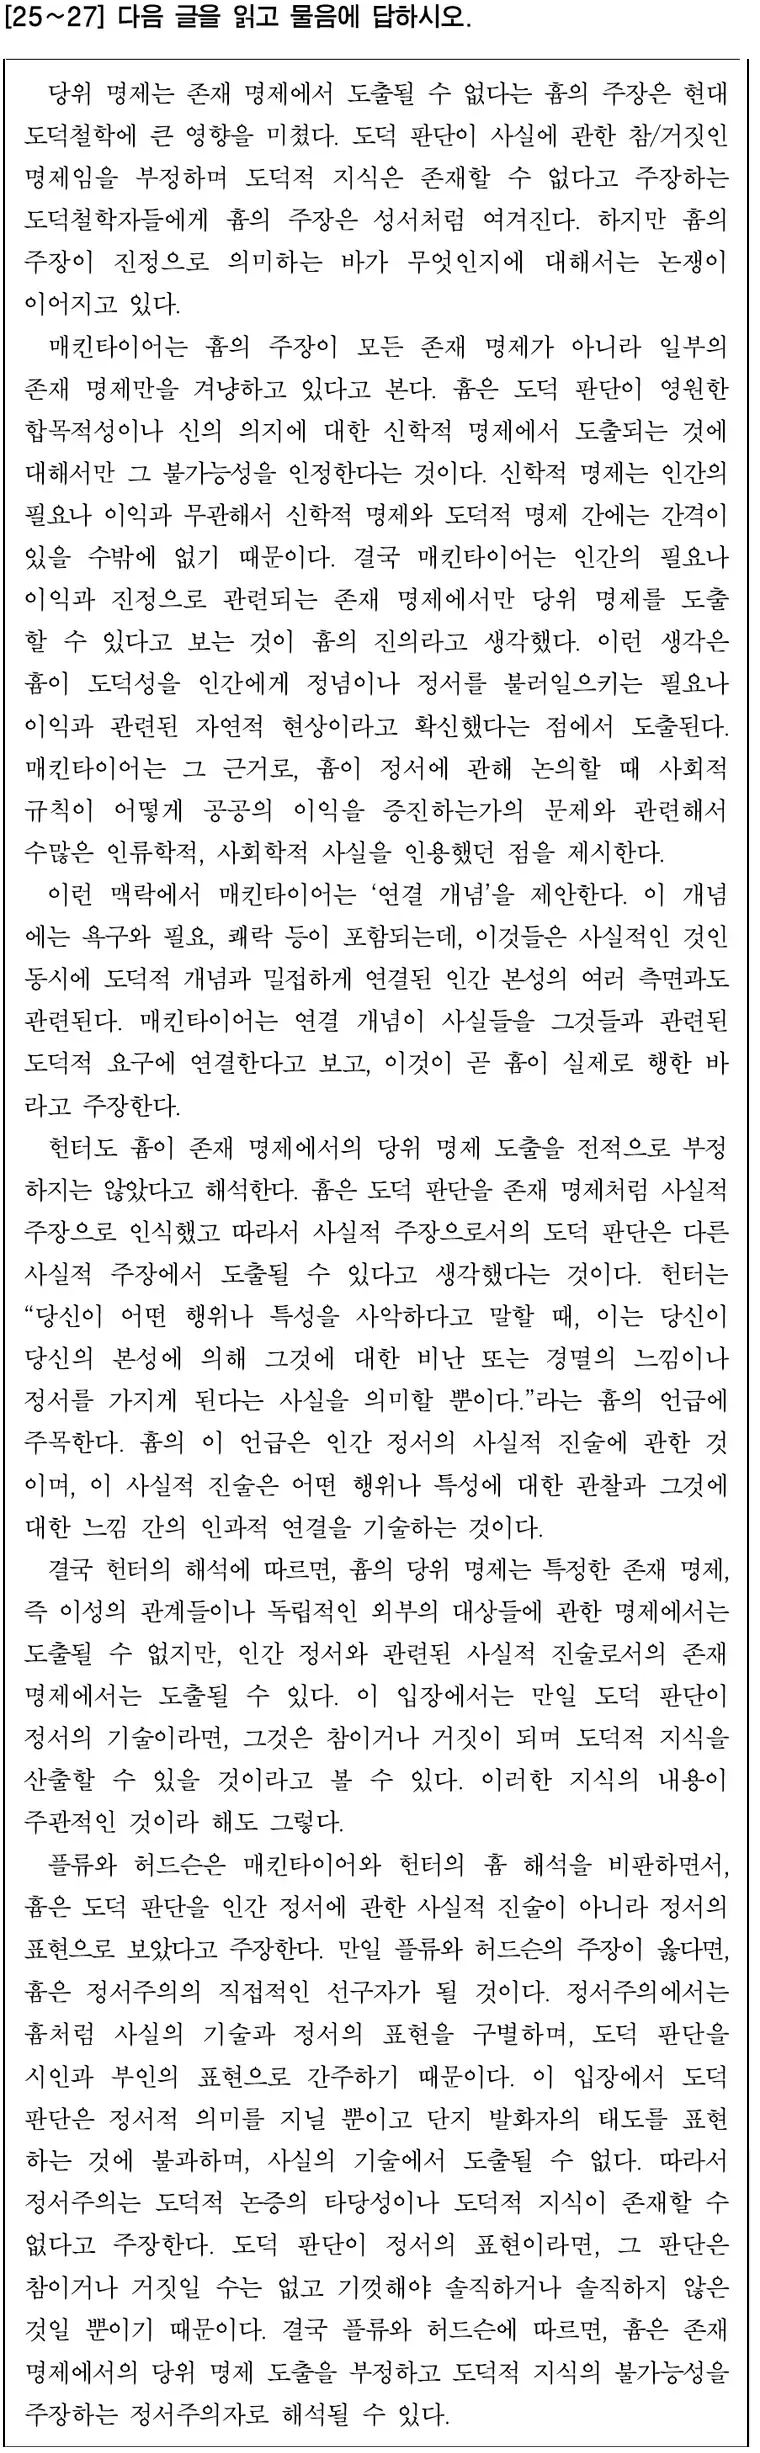 [25～27] 다음 글을 읽고 물음에 답하시오.
당위 명제는 존재 명제에서 도출될 수 없다는 흄의 주장은 현대
도덕철학에 큰 영향을 미쳤다. 도덕 판단이 사실에 관한 참/거짓인
명제임을 부정하며 도덕적 지식은 존재할 수 없다고 주장하는
도덕철학자들에게 흄의 주장은 성서처럼 여겨진다. 하지만 흄의
주장이 진정으로 의미하는 바가 무엇인지에 대해서는 논쟁이
이어지고 있다.
매킨타이어는 흄의 주장이 모든 존재 명제가 아니라 일부의
존재 명제만을 겨냥하고 있다고 본다. 흄은 도덕 판단이 영원한
합목적성이나 신의 의지에 대한 신학적 명제에서 도출되는 것에
대해서만 그 불가능성을 인정한다는 것이다. 신학적 명제는 인간의
필요나 이익과 무관해서 신학적 명제와 도덕적 명제 간에는 간격이
있을 수밖에 없기 때문이다. 결국 매킨타이어는 인간의 필요나
이익과 진정으로 관련되는 존재 명제에서만 당위 명제를 도출
할 수 있다고 보는 것이 흄의 진의라고 생각했다. 이런 생각은
흄이 도덕성을 인간에게 정념이나 정서를 불러일으키는 필요나
이익과 관련된 자연적 현상이라고 확신했다는 점에서 도출된다.
매킨타이어는 그 근거로, 흄이 정서에 관해 논의할 때 사회적
규칙이 어떻게 공공의 이익을 증진하는가의 문제와 관련해서
수많은 인류학적, 사회학적 사실을 인용했던 점을 제시한다.
이런 맥락에서 매킨타이어는 ‘연결 개념’을 제안한다. 이 개념
에는 욕구와 필요, 쾌락 등이 포함되는데, 이것들은 사실적인 것인
동시에 도덕적 개념과 밀접하게 연결된 인간 본성의 여러 측면과도
관련된다. 매킨타이어는 연결 개념이 사실들을 그것들과 관련된
도덕적 요구에 연결한다고 보고, 이것이 곧 흄이 실제로 행한 바
라고 주장한다.
헌터도 흄이 존재 명제에서의 당위 명제 도출을 전적으로 부정
하지는 않았다고 해석한다. 흄은 도덕 판단을 존재 명제처럼 사실적
주장으로 인식했고 따라서 사실적 주장으로서의 도덕 판단은 다른
사실적 주장에서 도출될 수 있다고 생각했다는 것이다. 헌터는
“당신이 어떤 행위나 특성을 사악하다고 말할 때, 이는 당신이
당신의 본성에 의해 그것에 대한 비난 또는 경멸의 느낌이나
정서를 가지게 된다는 사실을 의미할 뿐이다.”라는 흄의 언급에
주목한다. 흄의 이 언급은 인간 정서의 사실적 진술에 관한 것
이며, 이 사실적 진술은 어떤 행위나 특성에 대한 관찰과 그것에
대한 느낌 간의 인과적 연결을 기술하는 것이다.
결국 헌터의 해석에 따르면, 흄의 당위 명제는 특정한 존재 명제,
즉 이성의 관계들이나 독립적인 외부의 대상들에 관한 명제에서는
도출될 수 없지만, 인간 정서와 관련된 사실적 진술로서의 존재
명제에서는 도출될 수 있다. 이 입장에서는 만일 도덕 판단이
정서의 기술이라면, 그것은 참이거나 거짓이 되며 도덕적 지식을
산출할 수 있을 것이라고 볼 수 있다. 이러한 지식의 내용이
주관적인 것이라 해도 그렇다.
플류와 허드슨은 매킨타이어와 헌터의 흄 해석을 비판하면서,
흄은 도덕 판단을 인간 정서에 관한 사실적 진술이 아니라 정서의
표현으로 보았다고 주장한다. 만일 플류와 허드슨의 주장이 옳다면,
흄은 정서주의의 직접적인 선구자가 될 것이다. 정서주의에서는
흄처럼 사실의 기술과 정서의 표현을 구별하며, 도덕 판단을
시인과 부인의 표현으로 간주하기 때문이다. 이 입장에서 도덕
판단은 정서적 의미를 지닐 뿐이고 단지 발화자의 태도를 표현
하는 것에 불과하며, 사실의 기술에서 도출될 수 없다. 따라서
정서주의는 도덕적 논증의 타당성이나 도덕적 지식이 존재할 수
없다고 주장한다. 도덕 판단이 정서의 표현이라면, 그 판단은
참이거나 거짓일 수는 없고 기껏해야 솔직하거나 솔직하지 않은
것일 뿐이기 때문이다. 결국 플류와 허드슨에 따르면, 흄은 존재
명제에서의 당위 명제 도출을 부정하고 도덕적 지식의 불가능성을
주장하는 정서주의자로 해석될 수 있다.